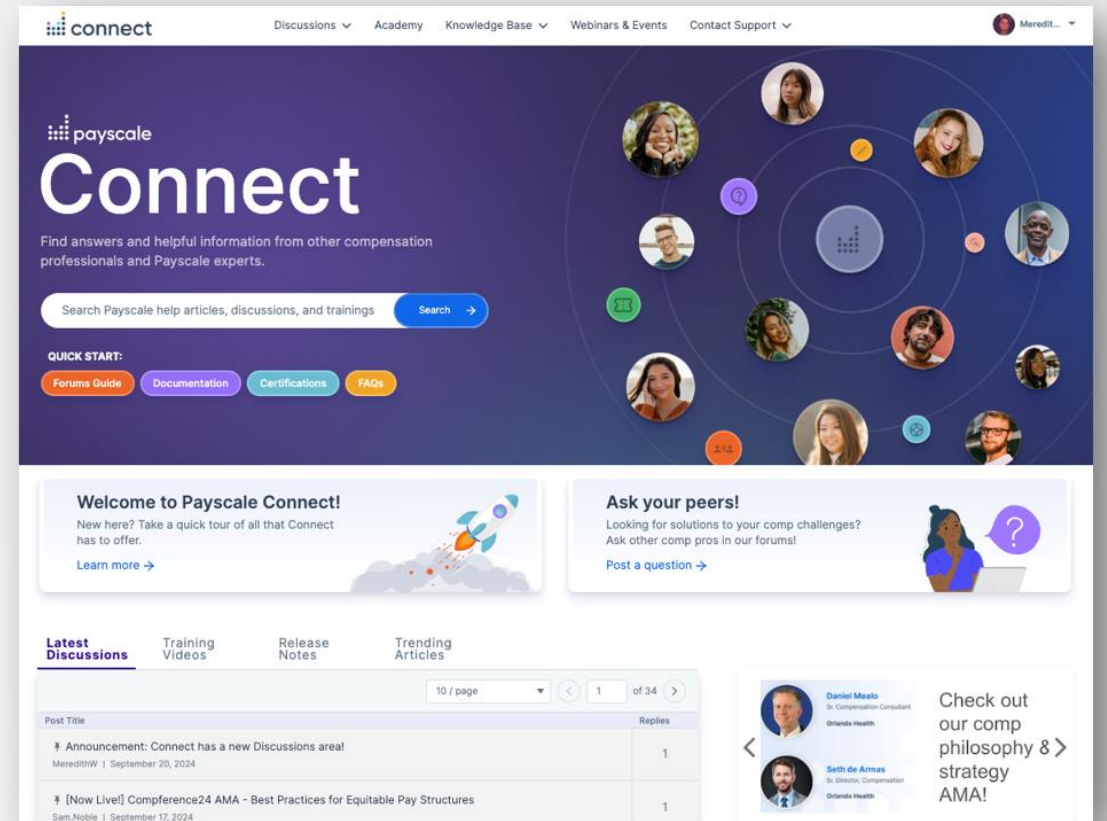 connect
Discussions
Academy
Knowledge Base
Webinars & Events
Contact Support
Meredit...
payscale
Connect
Find answers and helpful information from other compensation
professionals and Payscale experts.
Search Payscale help articles, discussions, and trainings
Search →
QUICK START:
Forums Guide
Documentation
Certifications
FAQs
?
Welcome to Payscale Connect!
New here? Take a quick tour of all that Connect
has to offer.
Learn more →
Ask your peers!
Looking for solutions to your comp challenges?
Ask other comp pros in our forums!
Post a question →
?
Latest
Discussions
Training
Videos
Release
Notes
Trending
Articles
10 / page
1
of 34
Post Title
Replies
Announcement: Connect has a new Discussions area!
MeredithW | September 20, 2024
1
[Now Live!] Compference24 AMA - Best Practices for Equitable Pay Structures
Sam.Noble | September 17, 2024
1
Daniel Mealo
Sr. Compensation Consultant
Orlando Health
Seth de Armas
Sr. Director, Compensation
Orlando Health
Check out
our comp
philosophy &
strategy
AMA!